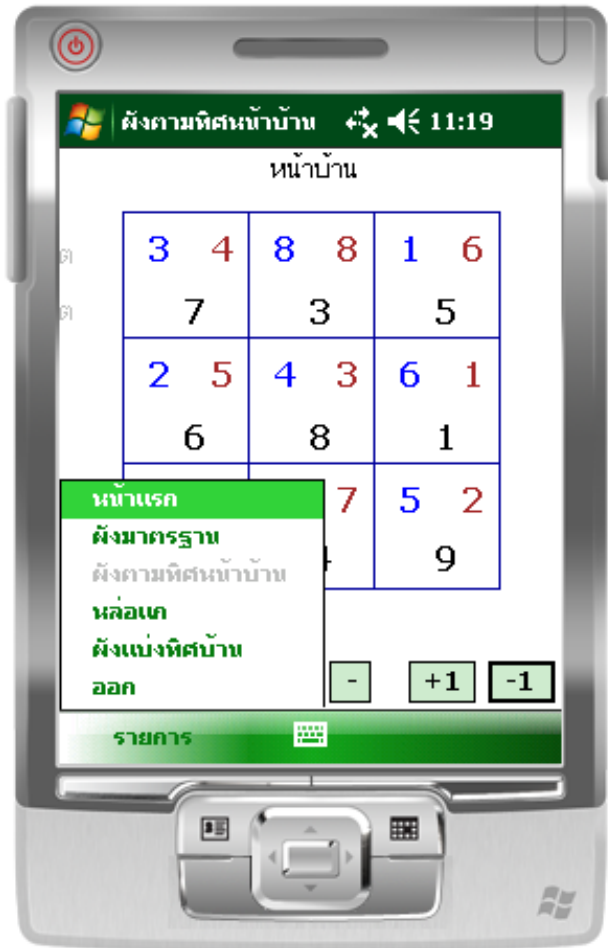 ผังตามทิศหน้าบ้าน 11:19
หน้าบ้าน
3 4 8 8 1 6
ต
7 3 5
ต
2 5 4 3 6 1
6 8 1
7 5 2
9
หน้าแรก
ผังมาตรฐาน
ผังตามทิศหน้าบ้าน
หล่อแก
ผังแบ่งทิศบ้าน
ออก
- +1 -1
รายการ